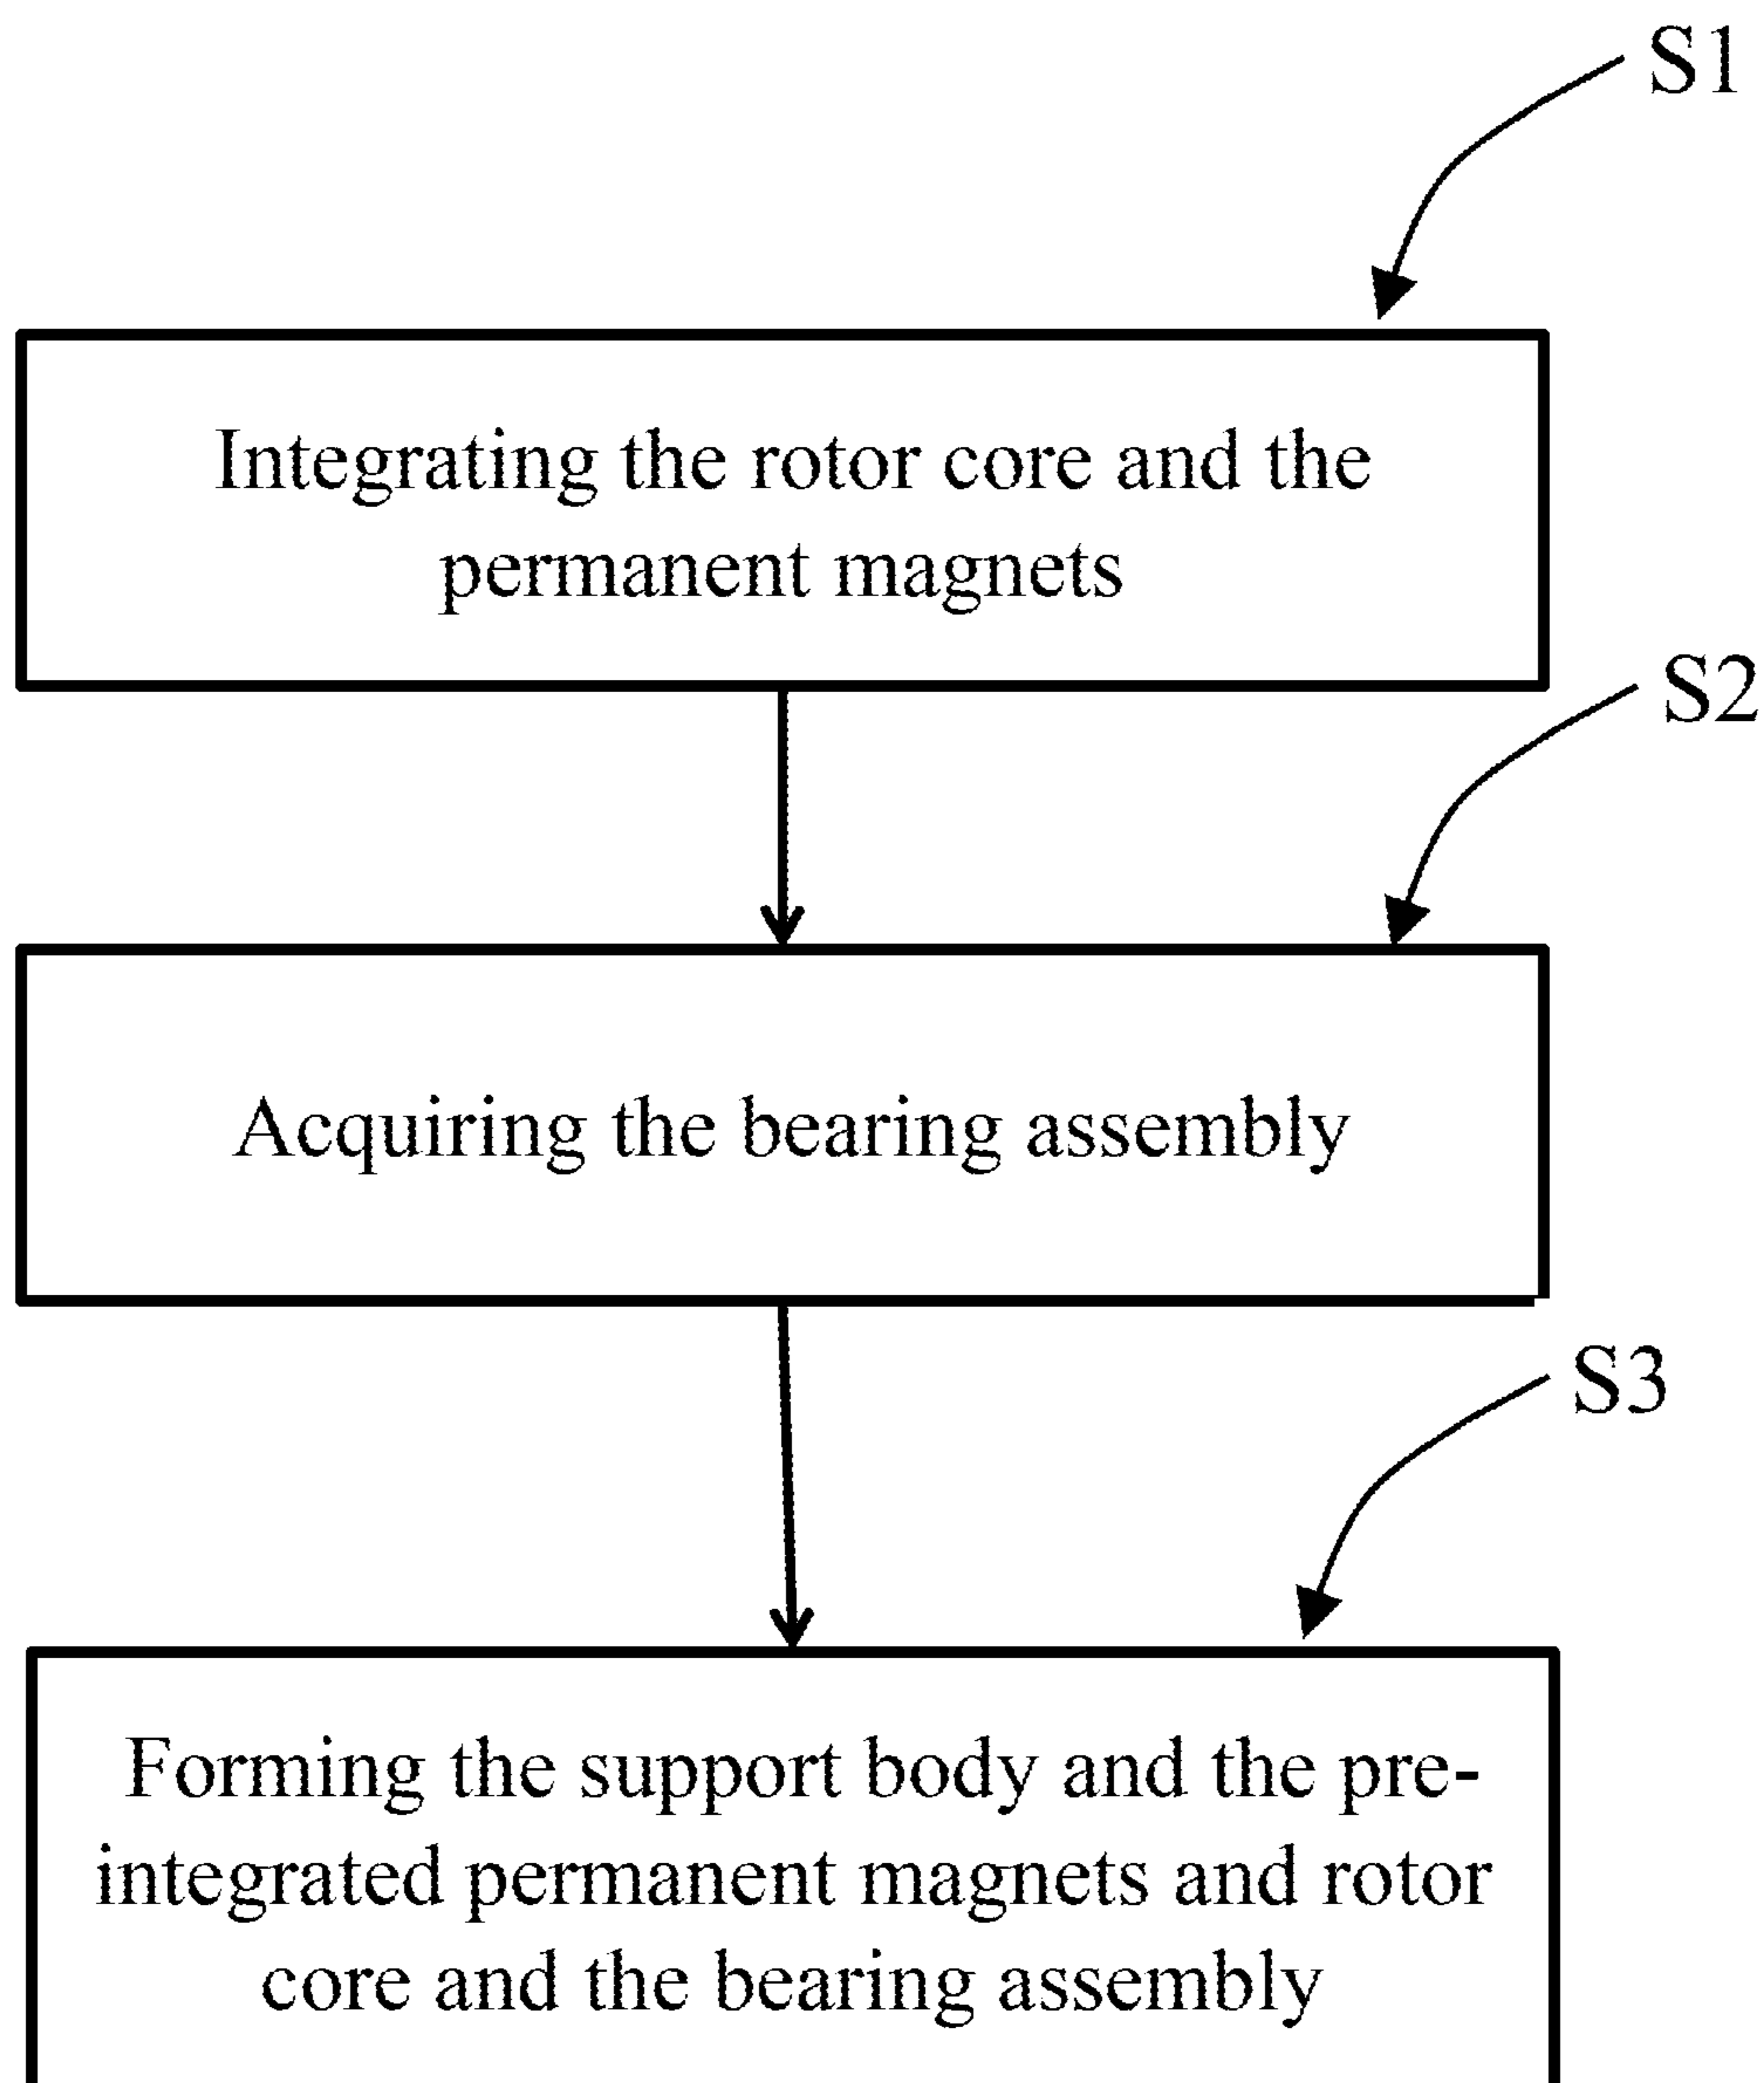 S1
Integrating the rotor core and the
permanent magnets
S2
Acquiring the bearing assembly
S3
Forming the support body and the pre-
integrated permanent magnets and rotor
core and the bearing assembly